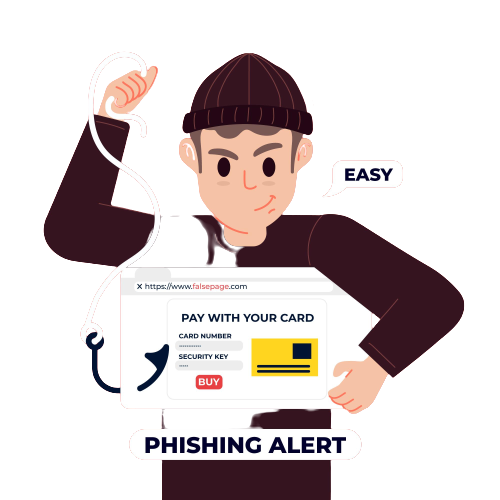 EASY
X https://www.falsepage.com
PAY WITH YOUR CARD
CARD NUMBER
***********
SECURITY KEY
*****
BUY
PHISHING ALERT